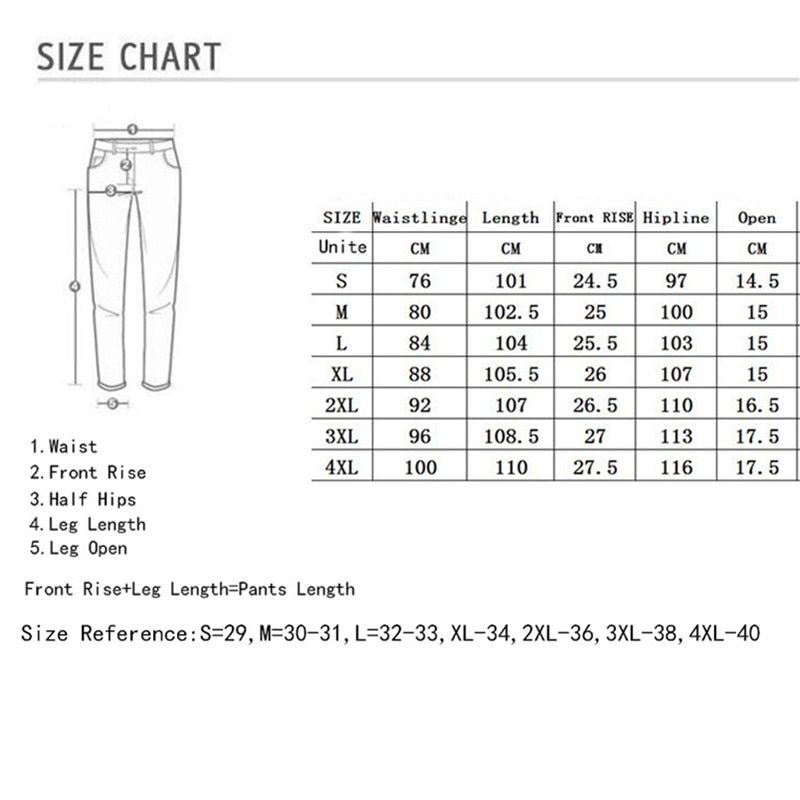 SIZE CHART
1
2
3
4
5
SIZE Waistlinge Length Front RISE Hipline Open
Unite CM CM CM CM CM
S 76 101 24.5 97 14.5
M 80 102.5 25 100 15
L 84 104 25.5 103 15
XL 88 105.5 26 107 15
2XL 92 107 26.5 110 16.5
3XL 96 108.5 27 113 17.5
4XL 100 110 27.5 116 17.5
1.Waist
2.Front Rise
3.Half Hips
4.Leg Length
5.Leg Open
Front Rise+Leg Length=Pants Length
Size Reference:S=29,M=30-31,L=32-33,XL-34,2XL-36,3XL-38,4XL-40